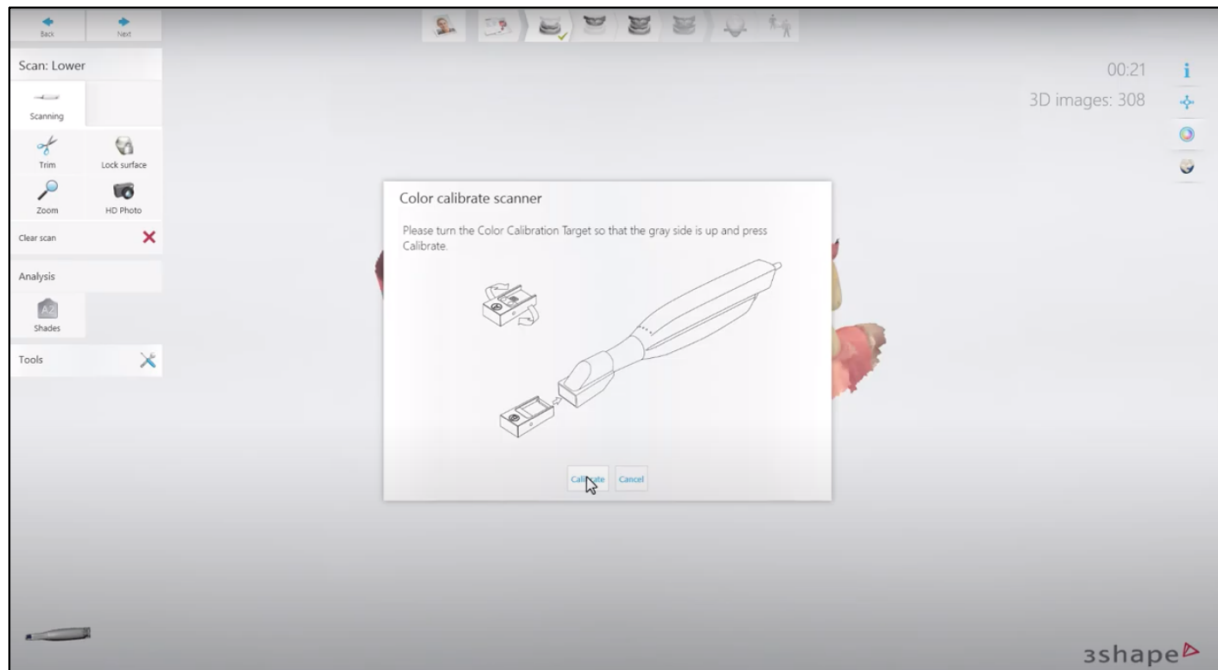 Back
Next
Scan: Lower
00:21
3D images: 308
Scanning
Trim
Lock surface
Zoom
HD Photo
Clear scan
Analysis
A2
Shades
Tools
Color calibrate scanner
Please turn the Color Calibration Target so that the gray side is up and press
Calibrate.
Calibrate
Cancel
3shape